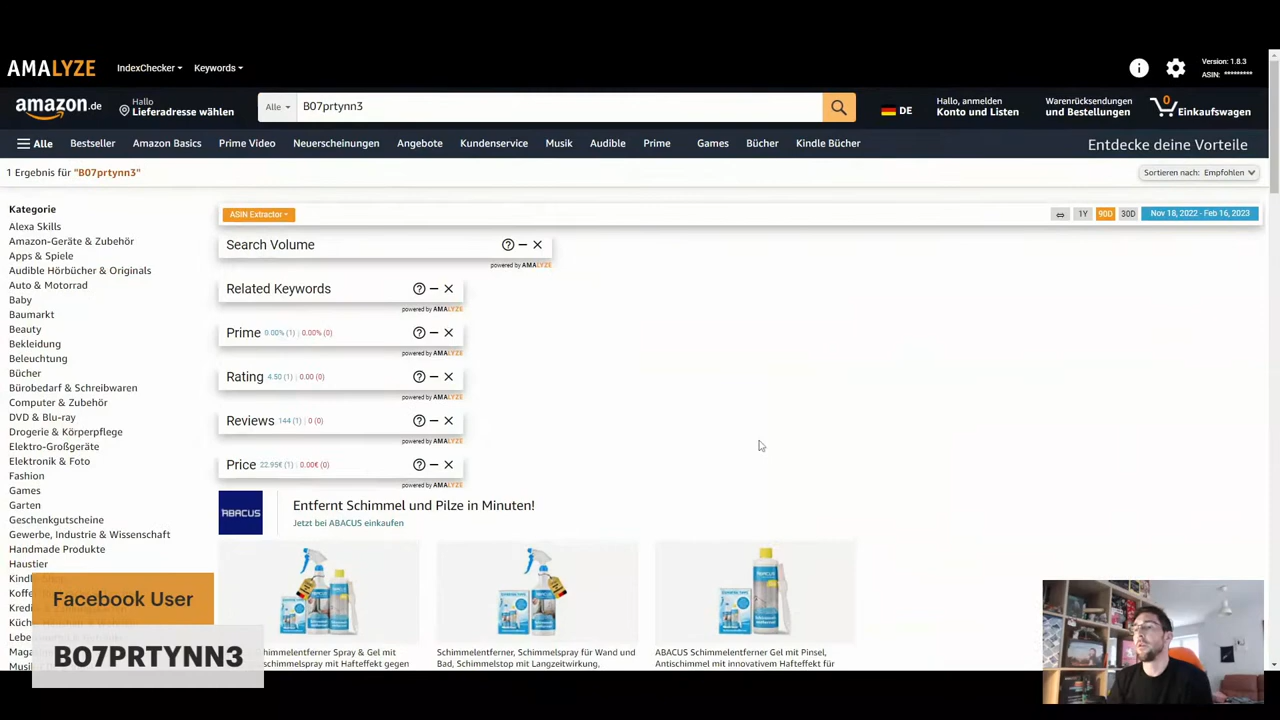 AMALYZE
IndexChecker
Keywords
Version: 1.8.3
ASIN: *********
amazon.de
Hallo
Lieferadresse wählen
Alle
B07prtynn3
DE
Hallo, anmelden
Konto und Listen
Warenrücksendungen
und Bestellungen
0
Einkaufswagen
Alle
Bestseller
Amazon Basics
Prime Video
Neuerscheinungen
Angebote
Kundenservice
Musik
Audible
Prime
Games
Bücher
Kindle Bücher
Entdecke deine Vorteile
1 Ergebnis für "B07prtynn3"
Sortieren nach: Empfohlen
Kategorie
Alexa Skills
Amazon-Geräte & Zubehör
Apps & Spiele
Audible Hörbücher & Originals
Auto & Motorrad
Baby
Baumarkt
Beauty
Bekleidung
Beleuchtung
Bücher
Bürobedarf & Schreibwaren
Computer & Zubehör
DVD & Blu-ray
Drogerie & Körperpflege
Elektro-Großgeräte
Elektronik & Foto
Fashion
Games
Garten
Geschenkgutscheine
Gewerbe, Industrie & Wissenschaft
Handmade Produkte
Haustier
ASIN Extractor
1Y
90D
30D
Nov 18, 2022 - Feb 16, 2023
Search Volume
powered by AMALYZE
Related Keywords
powered by AMALYZE
Prime 0.00% (1) | 0.00% (0)
powered by AMALYZE
Rating 4.50 (1) | 0.00 (0)
powered by AMALYZE
Reviews 144 (1) | 0 (0)
powered by AMALYZE
Price 22.95€ (1) | 0.00€ (0)
powered by AMALYZE
ABACUS
Entfernt Schimmel und Pilze in Minuten!
Jetzt bei ABACUS einkaufen
Schimmelentferner Spray & Gel mit
Schimmelspray mit Hafteffekt gegen
Schimmelentferner, Schimmelspray für Wand und
Bad, Schimmelstop mit Langzeitwirkung,
ABACUS Schimmelentferner Gel mit Pinsel,
Antischimmel mit innovativem Hafteffekt für
Facebook User
B07PRTYNN3